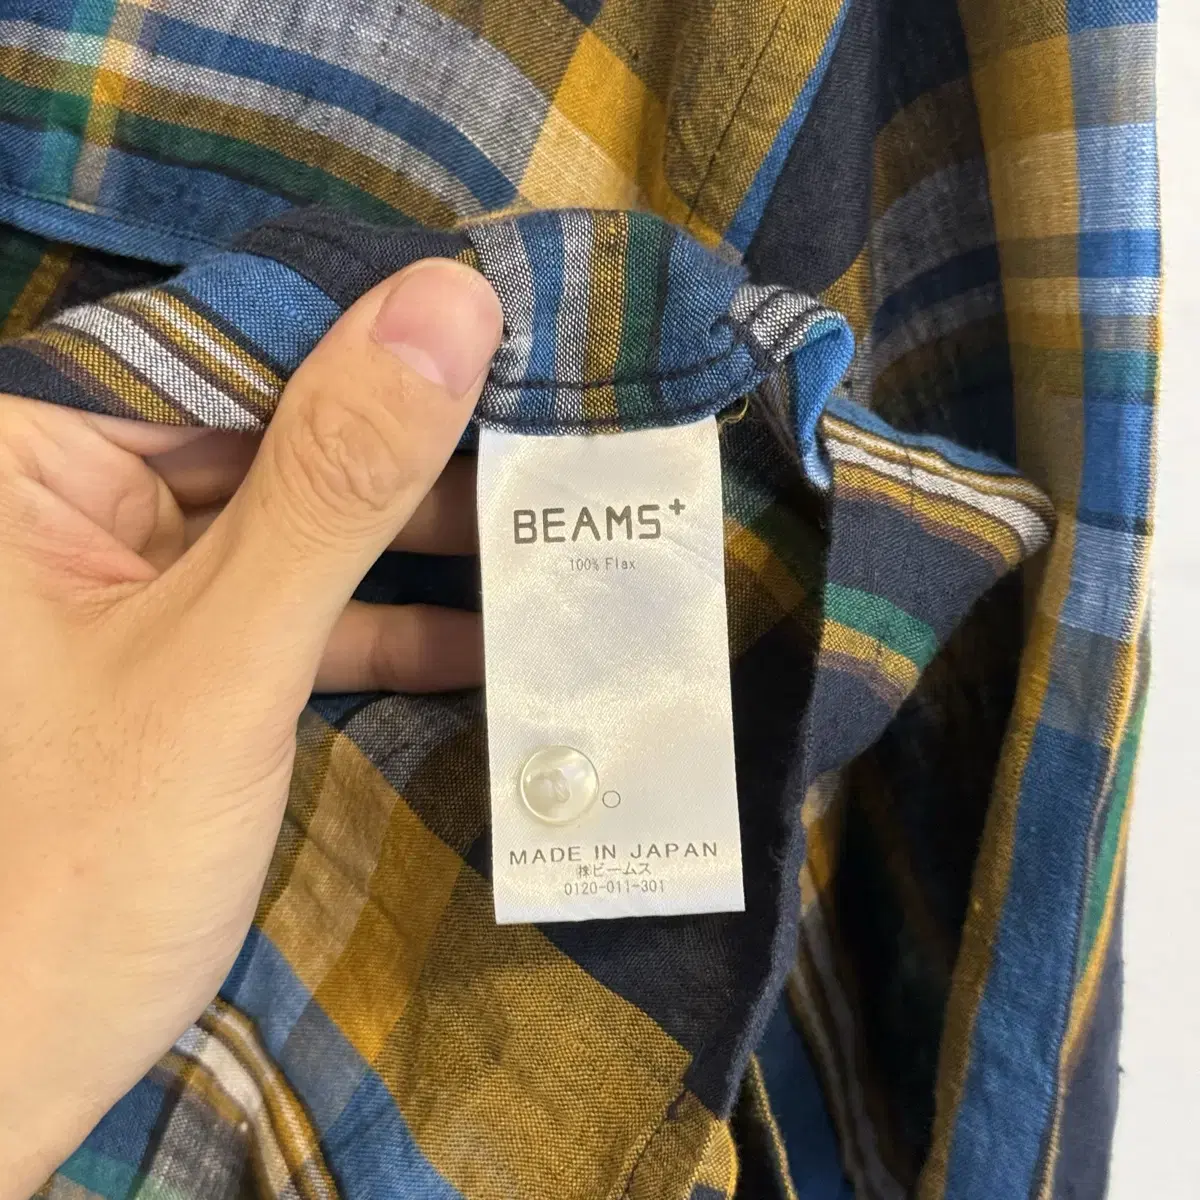 BEAMS+
100% Flax
MADE IN JAPAN
㈱ビームス
0120-011-301